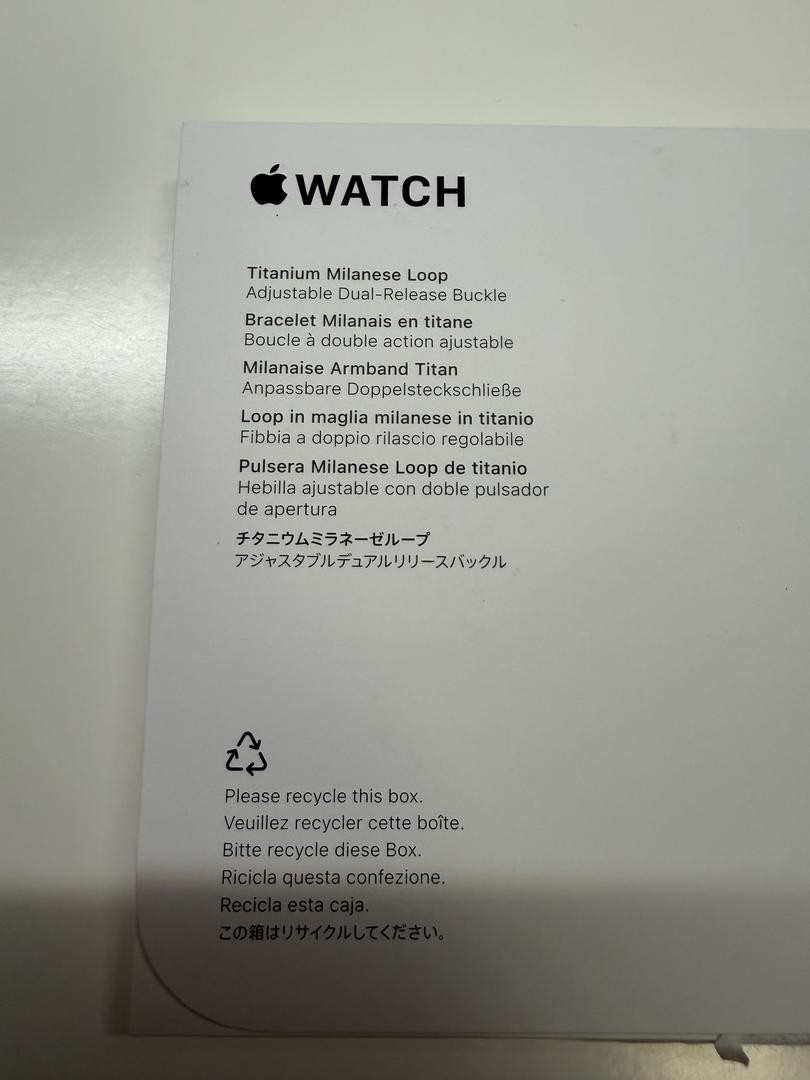 WATCH
Titanium Milanese Loop
Adjustable Dual-Release Buckle
Bracelet Milanais en titane
Boucle à double action ajustable
Milanaise Armband Titan
Anpassbare Doppelsteckschließe
Loop in maglia milanese in titanio
Fibbia a doppio rilascio regolabile
Pulsera Milanese Loop de titanio
Hebilla ajustable con doble pulsador
de apertura
チタニウムミラネーゼループ
アジャスタブルデュアルリリースバックル
Please recycle this box.
Veuillez recycler cette boîte.
Bitte recycle diese Box.
Ricicla questa confezione.
Recicla esta caja.
この箱はリサイクルしてください。